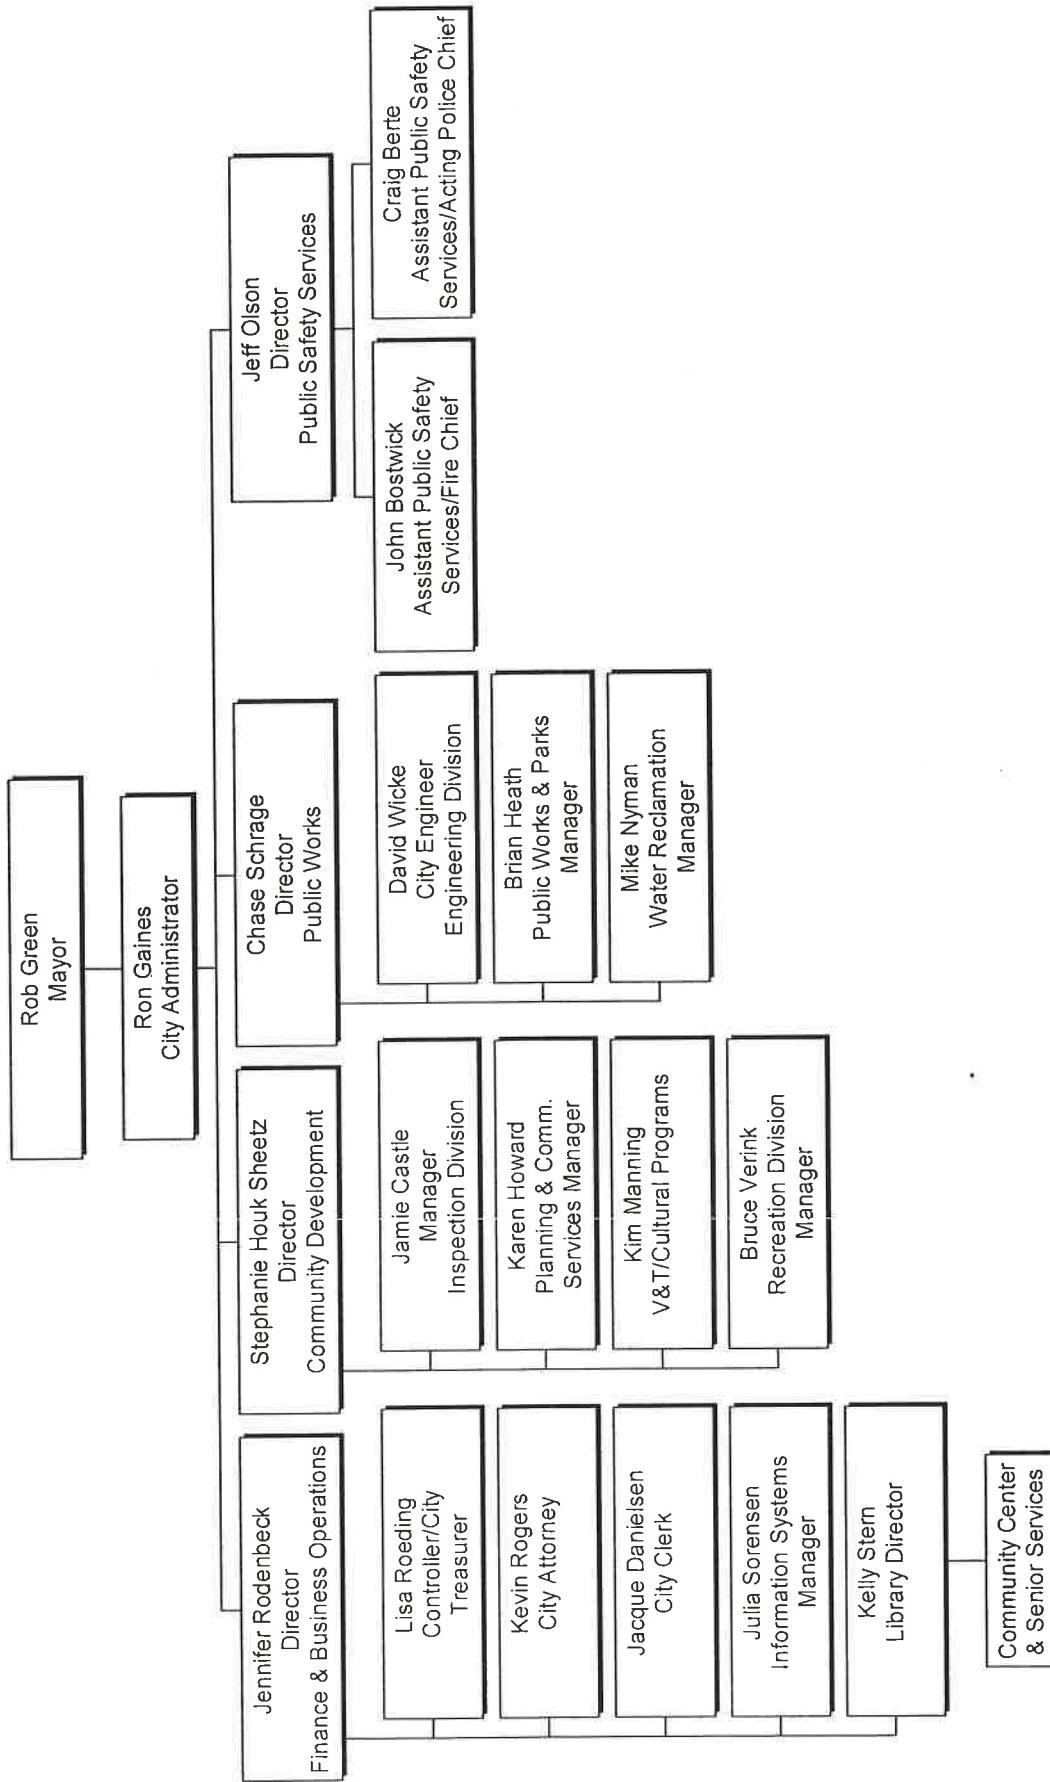 Rob Green
Mayor
Ron Gaines
City Administrator
Jennifer Rodenbeck
Director
Finance & Business Operations
Stephanie Houk Sheetz
Director
Community Development
Chase Schrage
Director
Public Works
Jeff Olson
Director
Public Safety Services
Lisa Roeding
Controller/City
Treasurer
Kevin Rogers
City Attorney
Jacque Danielsen
City Clerk
Julia Sorensen
Information Systems
Manager
Kelly Stern
Library Director
Community Center
& Senior Services
Jamie Castle
Manager
Inspection Division
Karen Howard
Planning & Comm.
Services Manager
Kim Manning
V&T/Cultural Programs
Bruce Verink
Recreation Division
Manager
David Wicke
City Engineer
Engineering Division
Brian Heath
Public Works & Parks
Manager
Mike Nyman
Water Reclamation
Manager
John Bostwick
Assistant Public Safety
Services/Fire Chief
Craig Berte
Assistant Public Safety
Services/Acting Police Chief